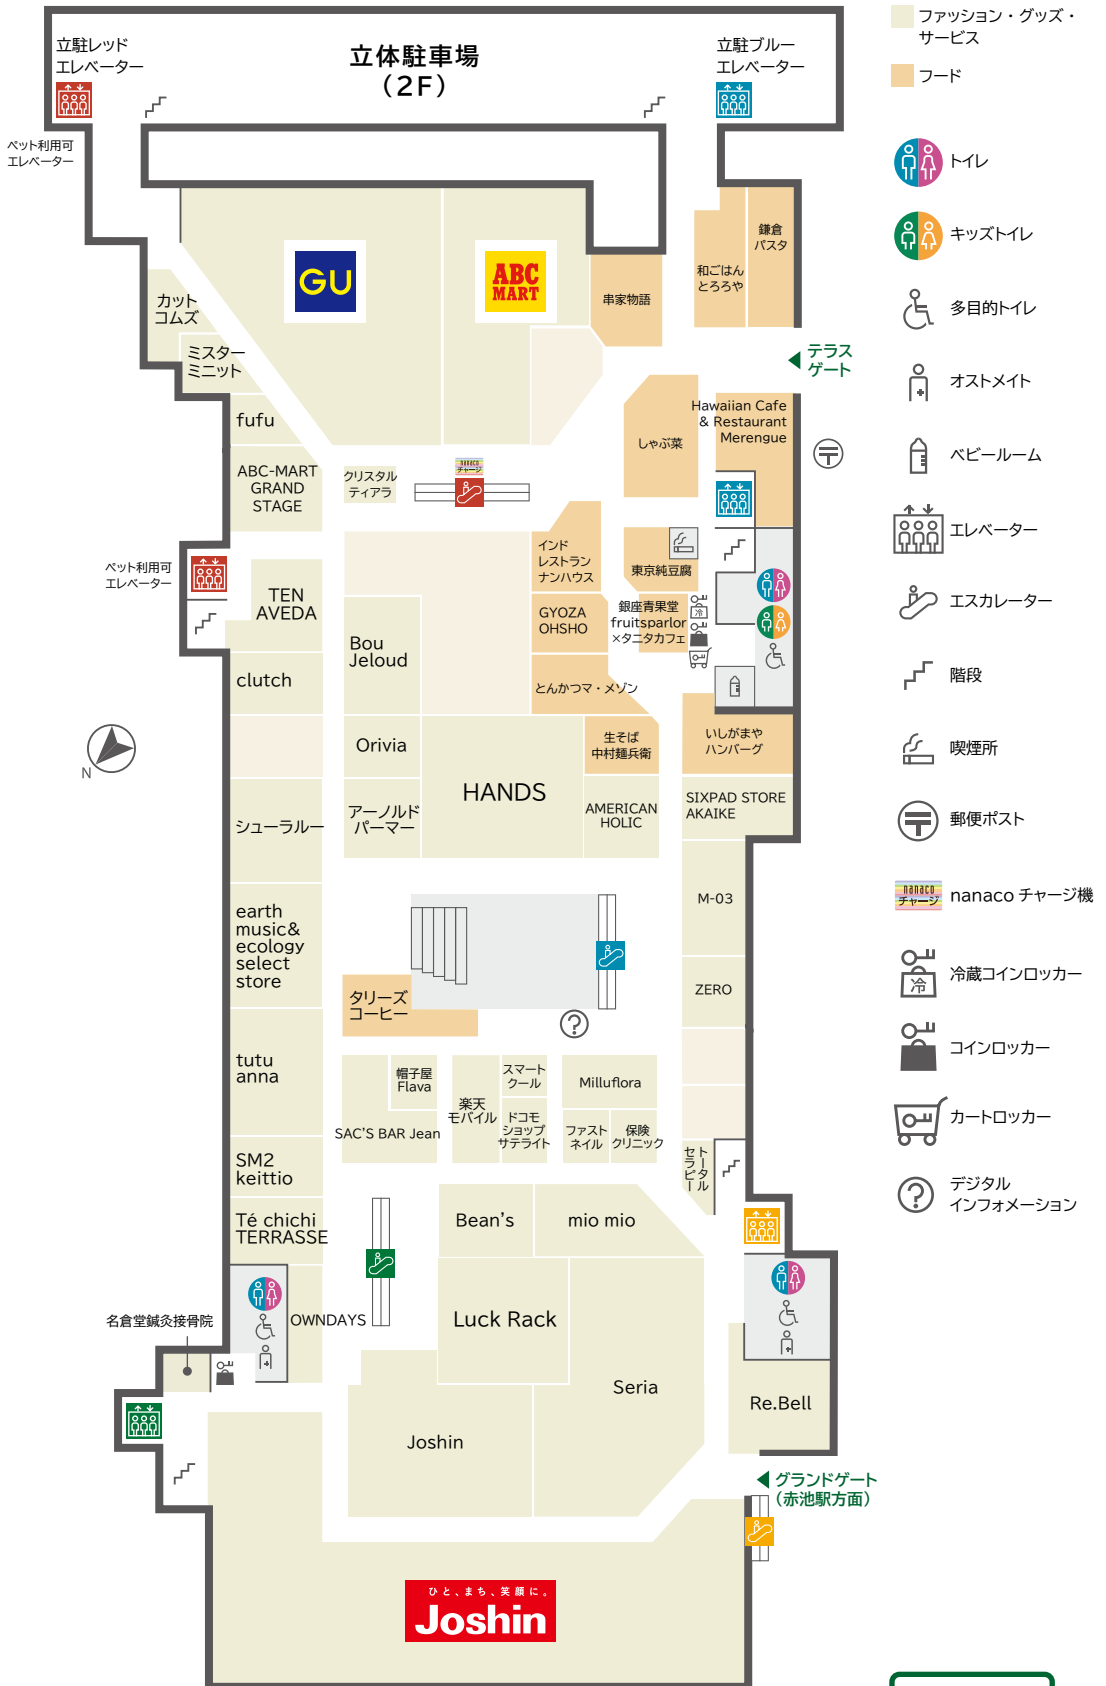 立駐レッド
エレベーター
ペット利用可
エレベーター
立体駐車場
(2F)
立駐ブルー
エレベーター
GU
ABC
MART
串家物語
和ごはん
とろろや
鎌倉
パスタ
テラス
ゲート
カット
コムズ
ミスター
ミニット
fufu
ABC-MART
GRAND
STAGE
クリスタル
ティアラ
nanaco
チャージ
しゃぶ菜
Hawaiian Cafe
& Restaurant
Merengue
ペット利用可
エレベーター
TEN
AVEDA
インド
レストラン
ナンハウス
東京純豆腐
GYOZA
OHSHO
銀座青果堂
fruitsparlor
×タニタカフェ
冷
Bou
Jeloud
clutch
とんかつマ・メゾン
N
Orivia
HANDS
生そば
中村麺兵衛
いしがまや
ハンバーグ
シューラルー
アーノルド
パーマー
AMERICAN
HOLIC
SIXPAD STORE
AKAIKE
M-03
earth
music&
ecology
select
store
ZERO
タリーズ
コーヒー
tutu
anna
帽子屋
Flava
SAC'S BAR Jean
楽天
モバイル
スマート
クール
ドコモ
ショップ
サテライト
Milluflora
ファスト
ネイル
保険
クリニック
トータル
セラピー
SM2
keittio
Té chichi
TERRASSE
Bean's
mio mio
名倉堂鍼灸接骨院
OWNDAYS
Luck Rack
Seria
Re.Bell
Joshin
グランドゲート
(赤池駅方面)
ひと、まち、笑顔に。
Joshin
ファッション・グッズ・
サービス
フード
トイレ
キッズトイレ
多目的トイレ
オストメイト
ベビールーム
エレベーター
エスカレーター
階段
喫煙所
郵便ポスト
nanaco
チャージ
nanaco チャージ機
冷
冷蔵コインロッカー
コインロッカー
カートロッカー
デジタル
インフォメーション